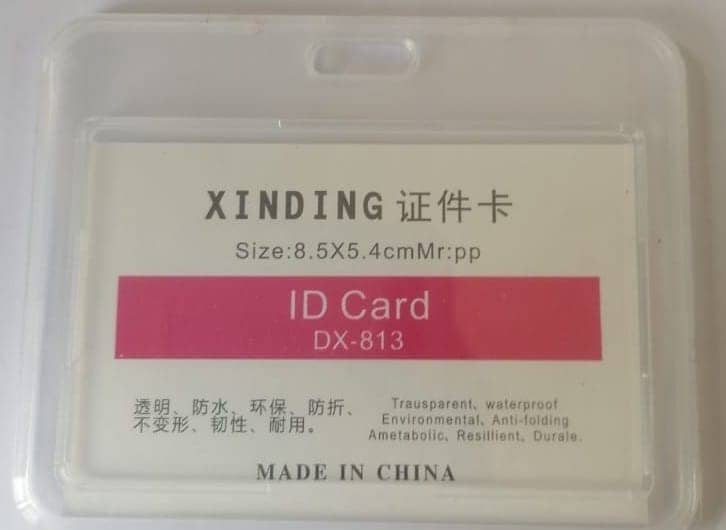 XINDING 证件卡
Size:8.5X5.4cmMr:pp
ID Card
DX-813
透明、防水、环保、防折、
不变形、韧性、耐用。
Trausparent、waterproof
Environmental、Anti-folding
Ametabolic、Resillient、Durale.
MADE IN CHINA